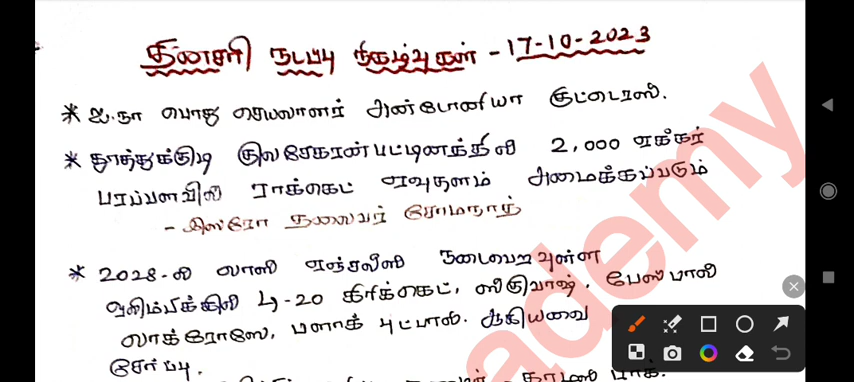 தினசரி நடப்பு நிகழ்வுகள் - 17-10-2023
* ஐ.நா பொது செயலாளர் அன்டோனியா குட்டெரஸ்.
* தூத்துக்குடி குலசேகரன்பட்டினத்தில் 2,000 ஏக்கர்
பரப்பளவில் ராக்கெட் ஏவுதளம் அமைக்கப்படும்
- இஸ்ரோ தலைவர் சோமநாத்
* 2028-ல் லாஸ் ஏஞ்சலீஸ் நடைபெறவுள்ள
ஒலிம்பிக்கில் டி-20 கிரிக்கெட், ஸ்குவாஷ், பேஸ்பால்
லாக்ரோஸ், பிளாக் புட்பால். ஆகியவை
சேர்ப்பு.
ademy